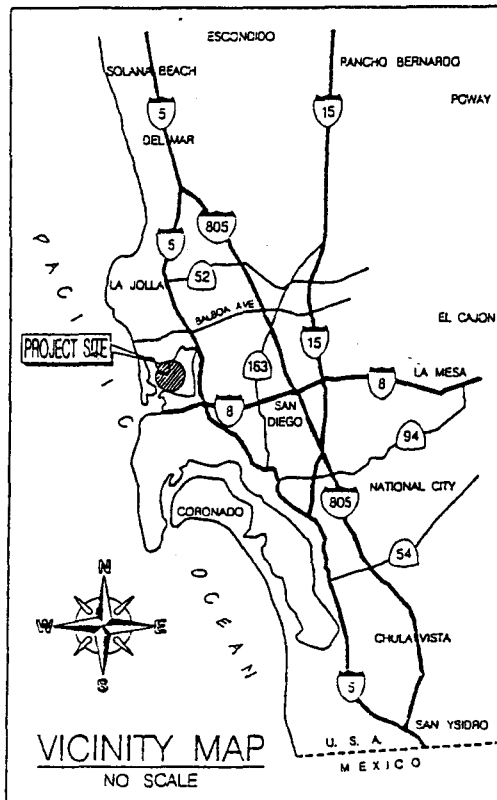 ESCONDIDO
SOLANA BEACH
RANCHO BERNARDO
5
15
POWAY
DEL MAR
805
5
52
LA JOLLA
PACIFIC
BALBOA AVE
EL CAJON
PROJECT SITE
163
15
LA MESA
8
8
SAN
DIEGO
94
NATIONAL CITY
805
CORONADO
54
OCEAN
N
W
E
S
CHULA VISTA
5
SAN YSIDRO
VICINITY MAP
U. S. A.
NO SCALE
MEXICO